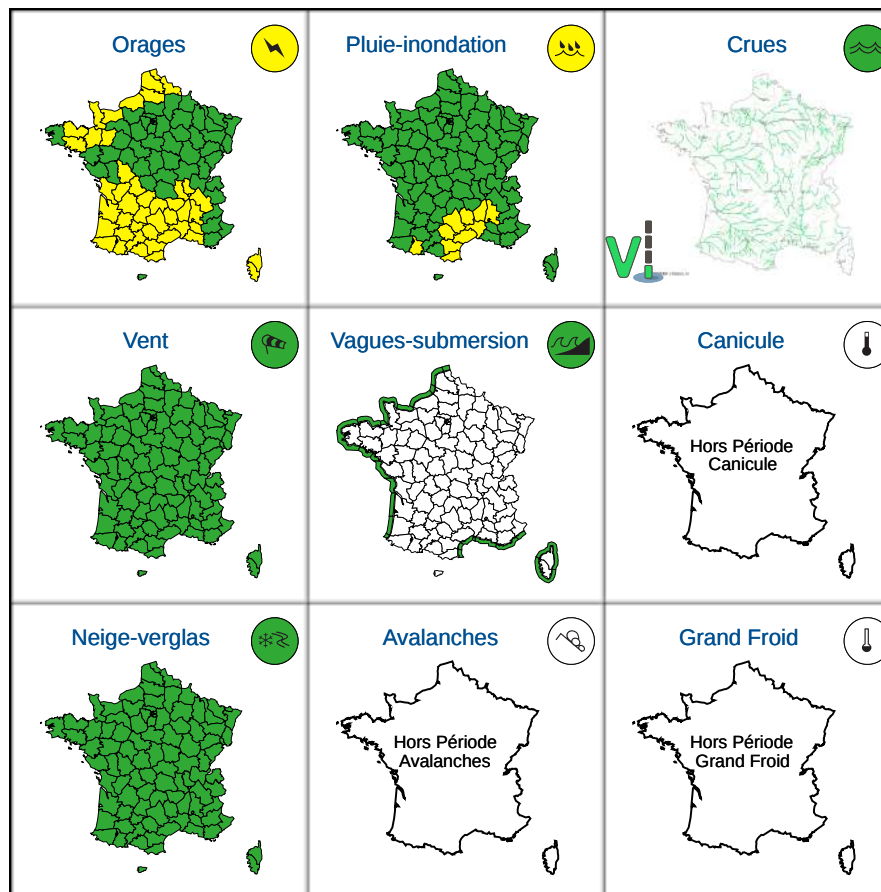 Orages
Pluie-inondation
Crues
Vi
Vent
Vagues-submersion
Canicule
Hors Période
Canicule
Neige-verglas
Avalanches
Grand Froid
Hors Période
Avalanches
Hors Période
Grand Froid